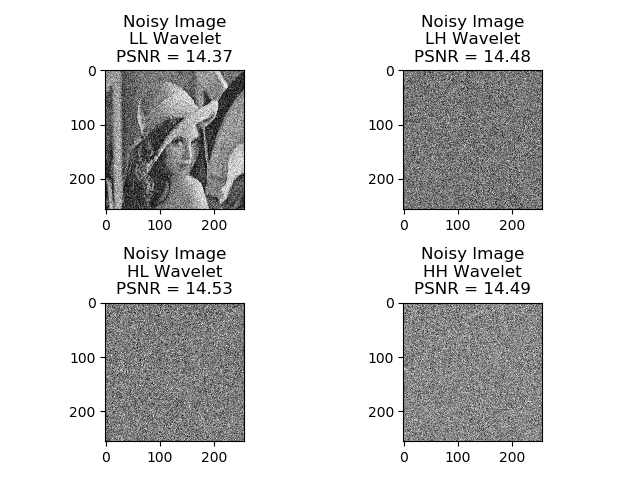 Noisy Image
LL Wavelet
PSNR = 14.37
0
100
200
0 100 200
Noisy Image
LH Wavelet
PSNR = 14.48
0
100
200
0 100 200
Noisy Image
HL Wavelet
PSNR = 14.53
0
100
200
0 100 200
Noisy Image
HH Wavelet
PSNR = 14.49
0
100
200
0 100 200